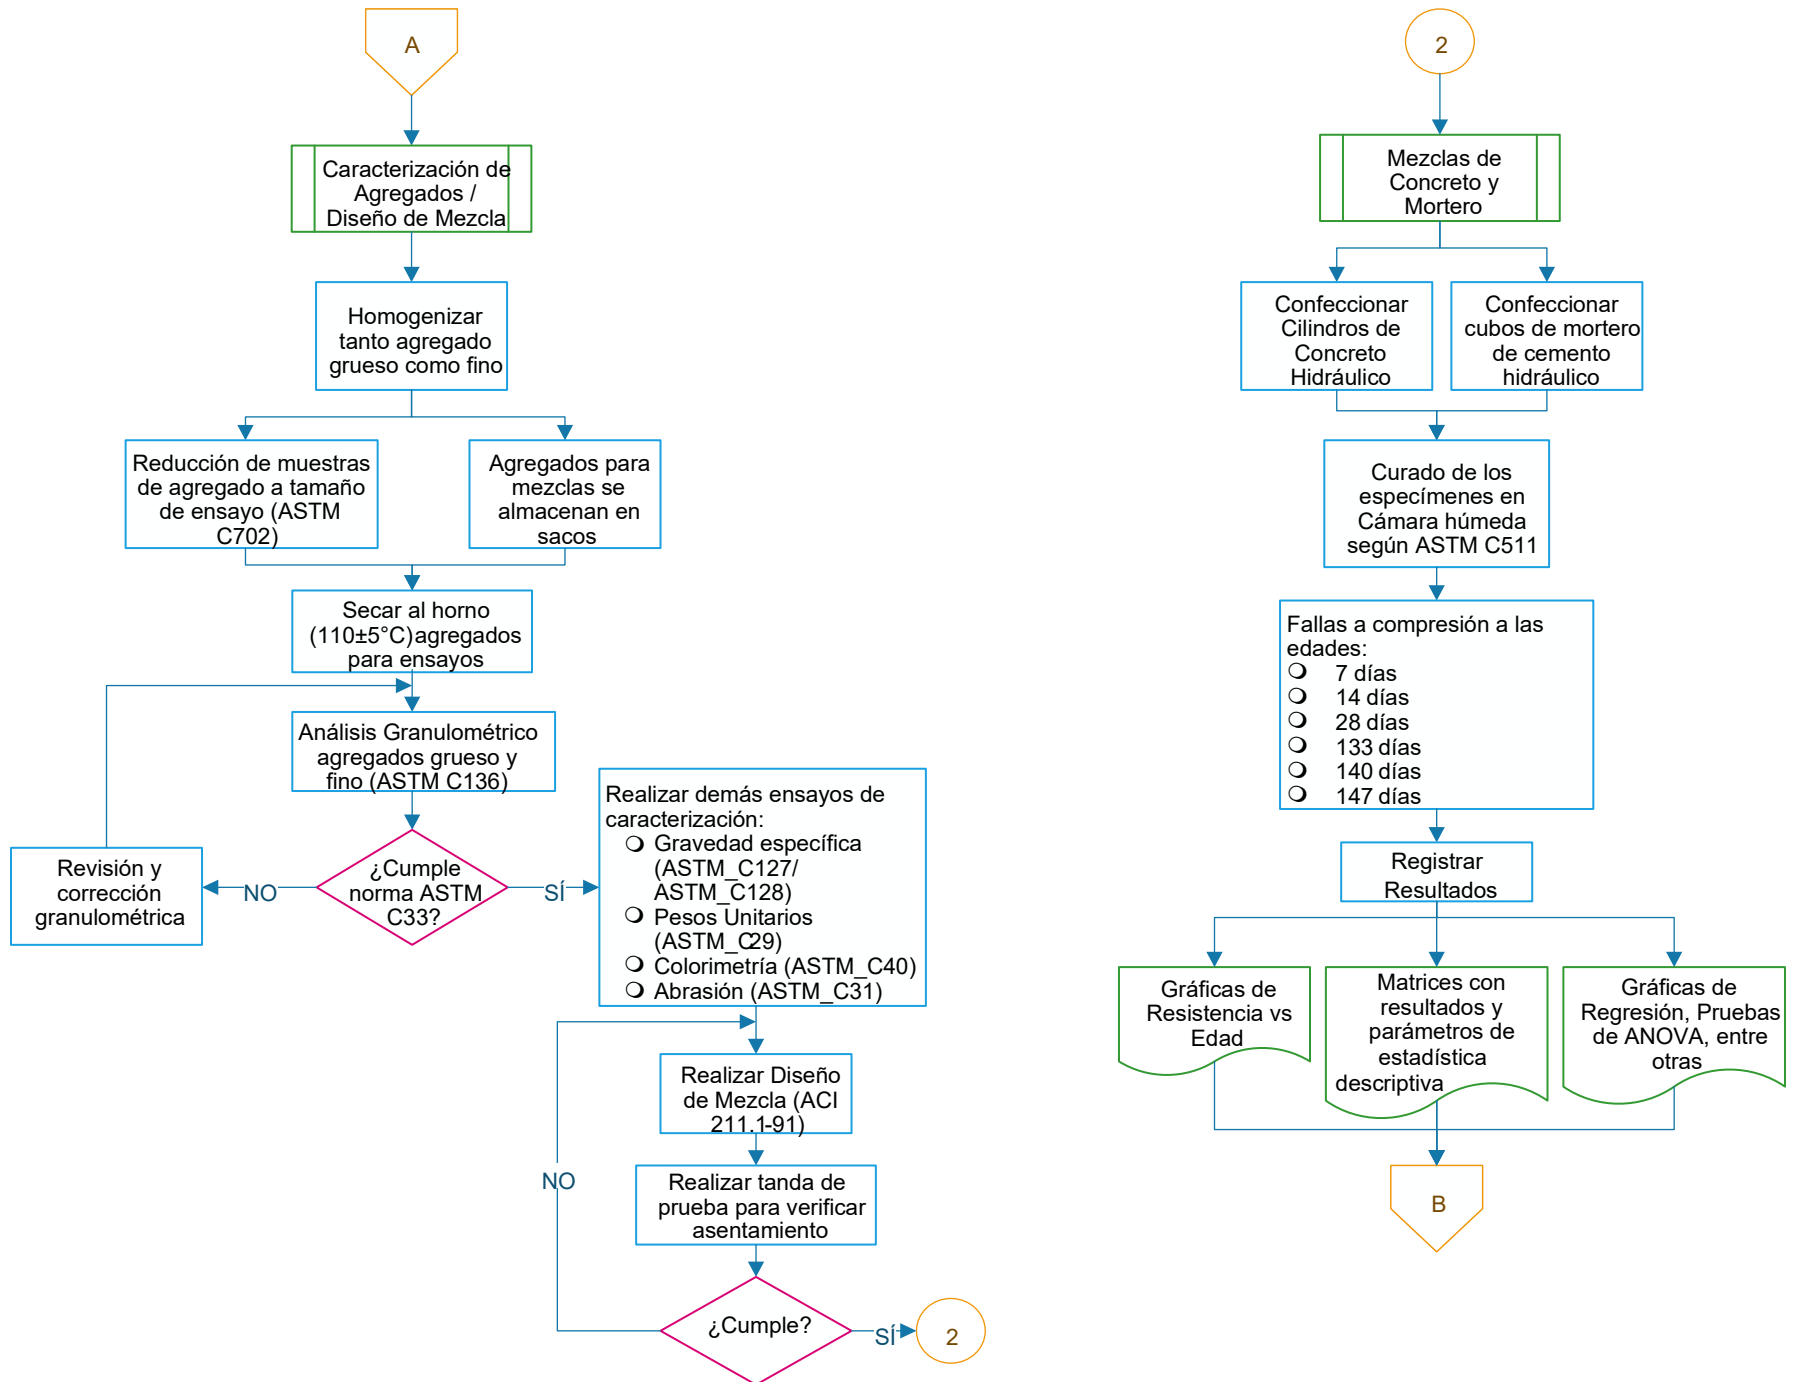 A
Caracterización de
Agregados /
Diseño de Mezcla
Homogenizar
tanto agregado
grueso como fino
Reducción de muestras
de agregado a tamaño
de ensayo (ASTM
C702)
Agregados para
mezclas se
almacenan en
sacos
Secar al horno
(110±5°C)agregados
para ensayos
Análisis Granulométrico
agregados grueso y
fino (ASTM C136)
¿Cumple
norma ASTM
C33?
NO
Revisión y
corrección
granulométrica
SÍ
Realizar demás ensayos de
caracterización:
Gravedad específica
(ASTM_C127/
ASTM_C128)
Pesos Unitarios
(ASTM_C29)
Colorimetría (ASTM_C40)
Abrasión (ASTM_C31)
Realizar Diseño
de Mezcla (ACI
211.1-91)
Realizar tanda de
prueba para verificar
asentamiento
¿Cumple?
NO
SÍ
2
2
Mezclas de
Concreto y
Mortero
Confeccionar
Cilindros de
Concreto
Hidráulico
Confeccionar
cubos de mortero
de cemento
hidráulico
Curado de los
especímenes en
Cámara húmeda
según ASTM C511
Fallas a compresión a las
edades:
7 días
14 días
28 días
133 días
140 días
147 días
Registrar
Resultados
Gráficas de
Resistencia vs
Edad
Matrices con
resultados y
parámetros de
estadística
descriptiva
Gráficas de
Regresión, Pruebas
de ANOVA, entre
otras
B